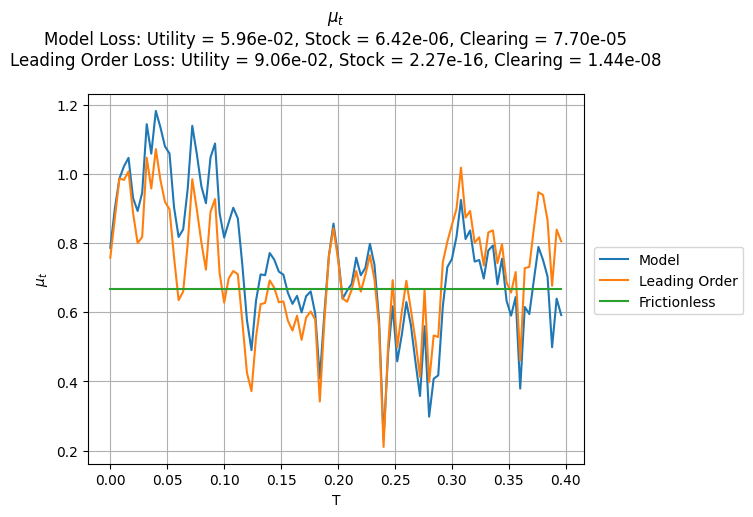 μt
Model Loss: Utility = 5.96e-02, Stock = 6.42e-06, Clearing = 7.70e-05
Leading Order Loss: Utility = 9.06e-02, Stock = 2.27e-16, Clearing = 1.44e-08
1.2
1.0
0.8
0.6
0.4
0.2
μt
0.00 0.05 0.10 0.15 0.20 0.25 0.30 0.35 0.40
T
Model
Leading Order
Frictionless